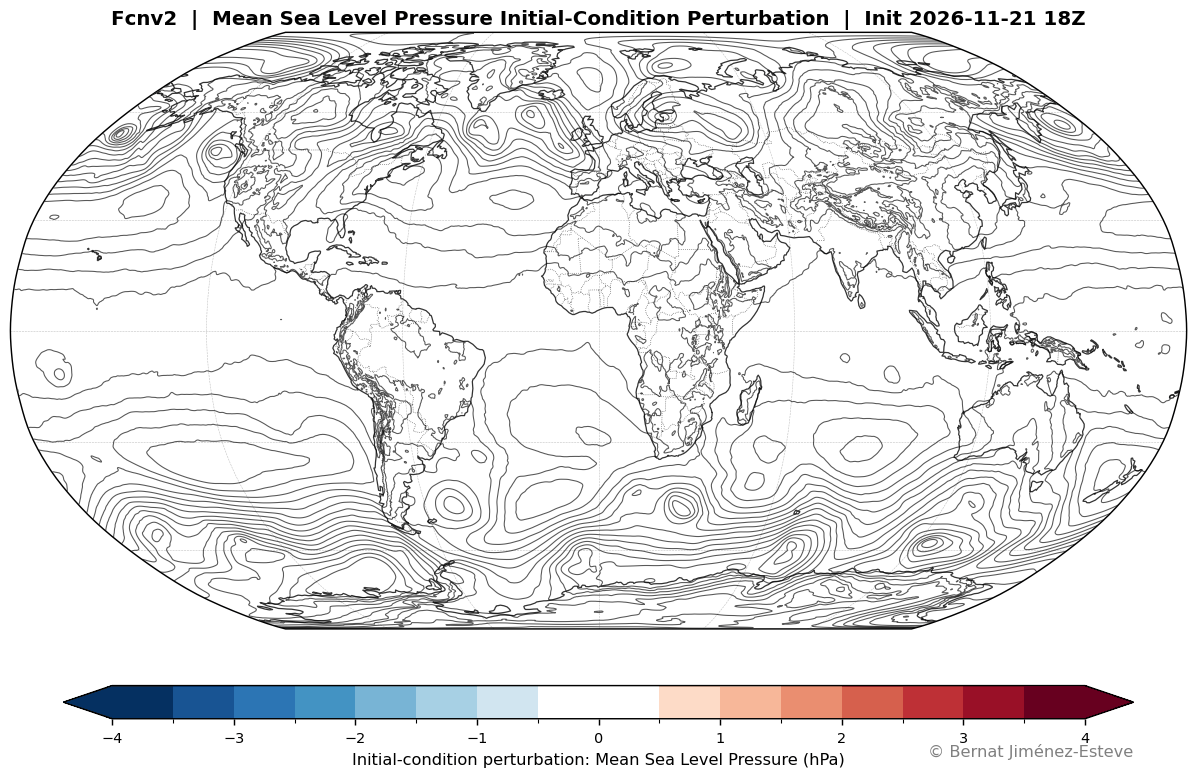 Fcnv2 | Mean Sea Level Pressure Initial-Condition Perturbation | Init 2026-11-21 18Z
−4 −3 −2 −1 0 1 2 3 4
Initial-condition perturbation: Mean Sea Level Pressure (hPa)
© Bernat Jiménez-Esteve